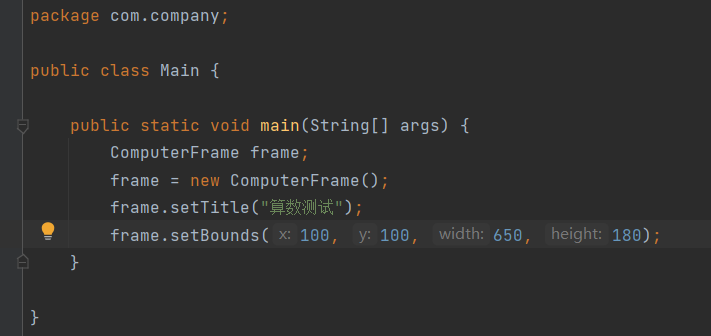 package com.company;
public class Main {
public static void main(String[] args) {
ComputerFrame frame;
frame = new ComputerFrame();
frame.setTitle("算数测试");
frame.setBounds( x: 100, y: 100, width: 650, height: 180);
}
}